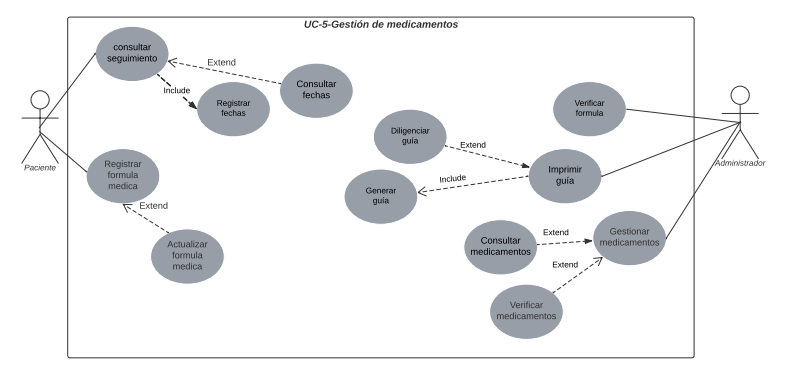 UC-5-Gestión de medicamentos
consultar
seguimiento
Extend
Include
Consultar
fechas
Registrar
fechas
Verificar
formula
Diligenciar
guía
Extend
Imprimir
guía
Include
Generar
guía
Paciente
Administrador
Registrar
formula
medica
Extend
Actualizar
formula
medica
Consultar
medicamentos
Extend
Gestionar
medicamentos
Extend
Verificar
medicamentos